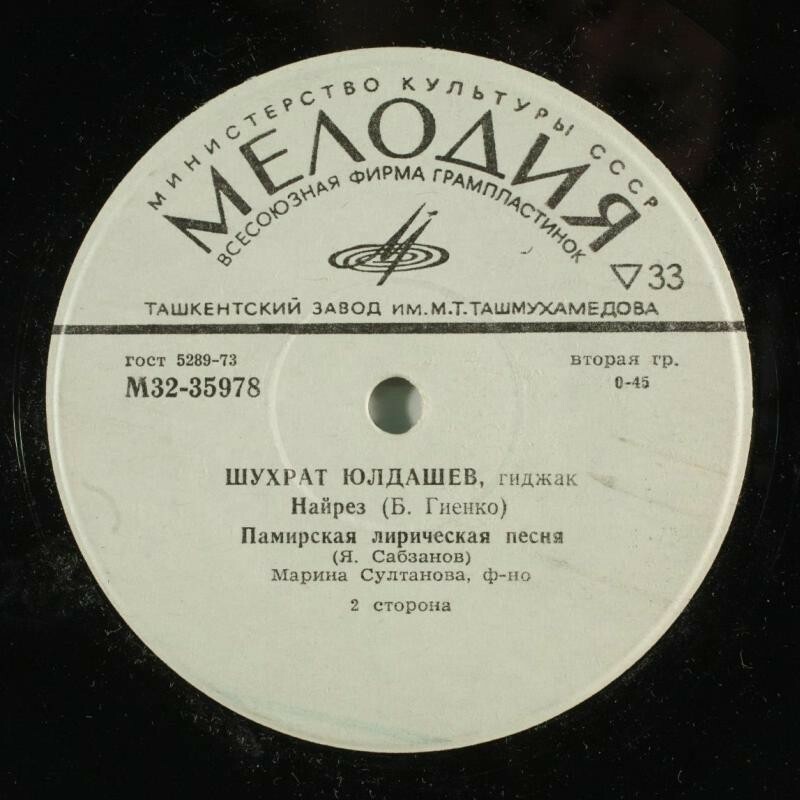 МИНИСТЕРСТВО КУЛЬТУРЫ СССР
МЕЛОДИЯ
ВСЕСОЮЗНАЯ ФИРМА ГРАМПЛАСТИНОК
▽33
ТАШКЕНТСКИЙ ЗАВОД ИМ. М.Т. ТАШМУХАМЕДОВА
гост 5289-73
вторая гр.
М32-35978
0-45
ШУХРАТ ЮЛДАШЕВ, гиджак
Найрез (Б. Гиенко)
Памирская лирическая песня
(Я. Сабзанов)
Марина Султанова, ф-но
2 сторона